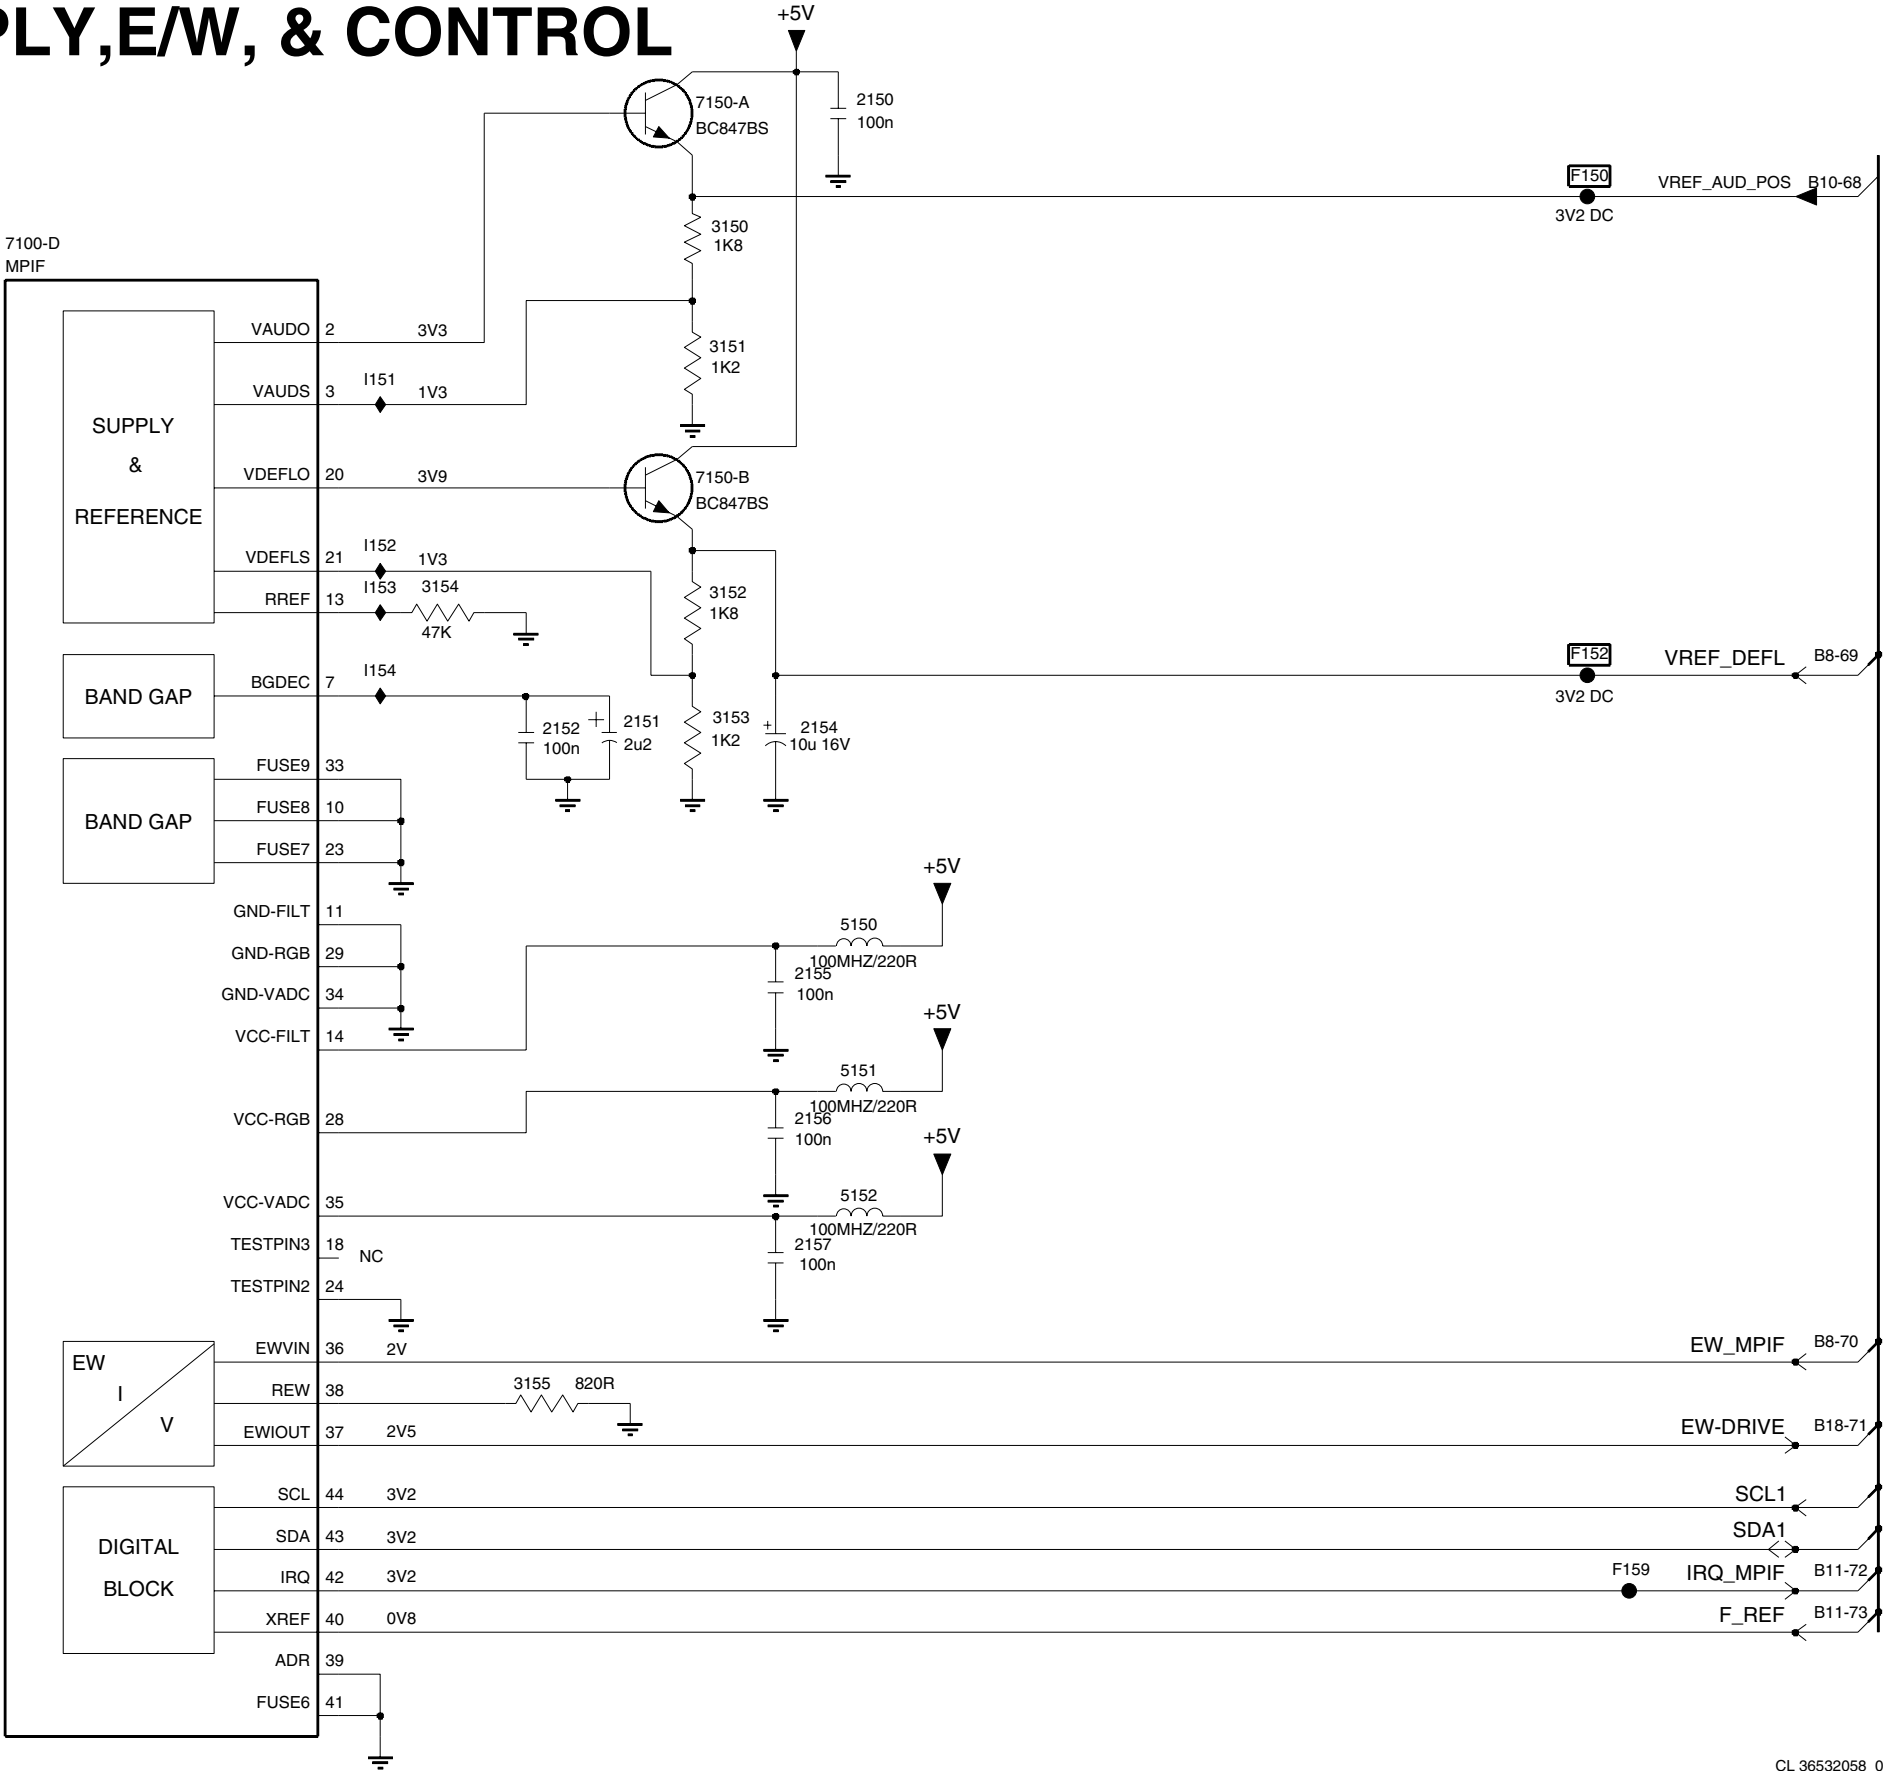 PLY,E/W, & CONTROL
+5V
7150-A
BC847BS
2150
100n
F150
VREF_AUD_POS B10-68
3V2 DC
3150
1K8
7100-D
MPIF
VAUDO 2 3V3
3151
1K2
I151
VAUDS 3 1V3
SUPPLY
&
REFERENCE
VDEFLO 20 3V9
7150-B
BC847BS
I152
VDEFLS 21 1V3
I153 3154
RREF 13
47K
3152
1K8
F152
VREF_DEFL B8-69
3V2 DC
I154
BAND GAP
BGDEC 7
2152
100n
+ 2151
2u2
3153
1K2
+ 2154
10u 16V
FUSE9 33
BAND GAP
FUSE8 10
FUSE7 23
+5V
GND-FILT 11
5150
100MHZ/220R
GND-RGB 29
2155
100n
GND-VADC 34
+5V
VCC-FILT 14
5151
100MHZ/220R
VCC-RGB 28
2156
100n
+5V
VCC-VADC 35
5152
100MHZ/220R
TESTPIN3 18 NC
2157
100n
TESTPIN2 24
EW
I
V
EWVIN 36 2V
EW_MPIF B8-70
REW 38
3155 820R
EWIOUT 37 2V5
EW-DRIVE B18-71
SCL 44 3V2
SCL1
DIGITAL
BLOCK
SDA 43 3V2
SDA1
IRQ 42 3V2
F159 IRQ_MPIF B11-72
XREF 40 0V8
F_REF B11-73
ADR 39
FUSE6 41
CL 36532058_0